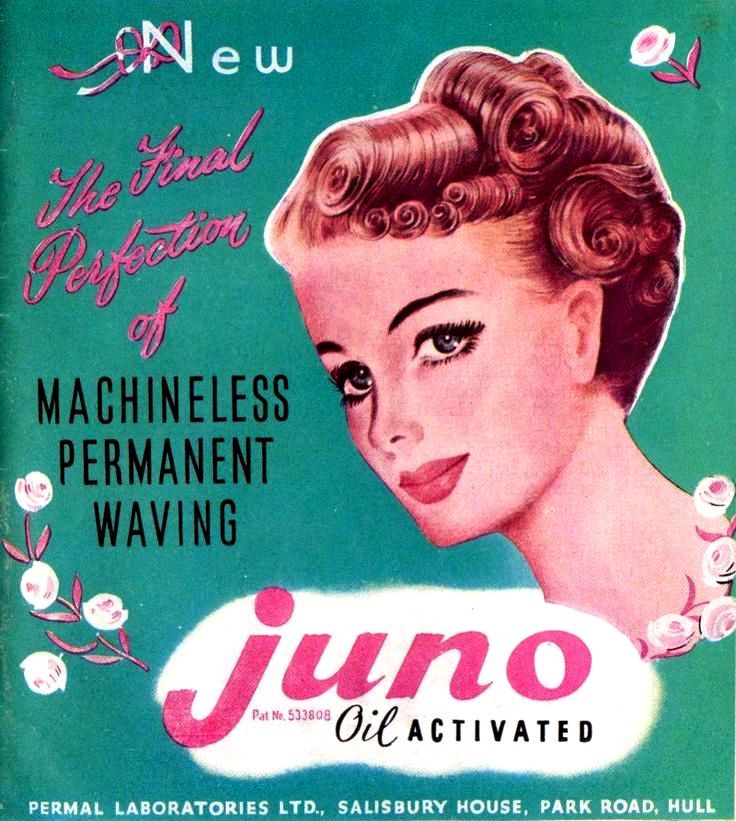 New
The Final
Perfection
of
MACHINELESS
PERMANENT
WAVING
juno
Pat No. 533808
Oil ACTIVATED
PERMAL LABORATORIES LTD., SALISBURY HOUSE, PARK ROAD, HULL